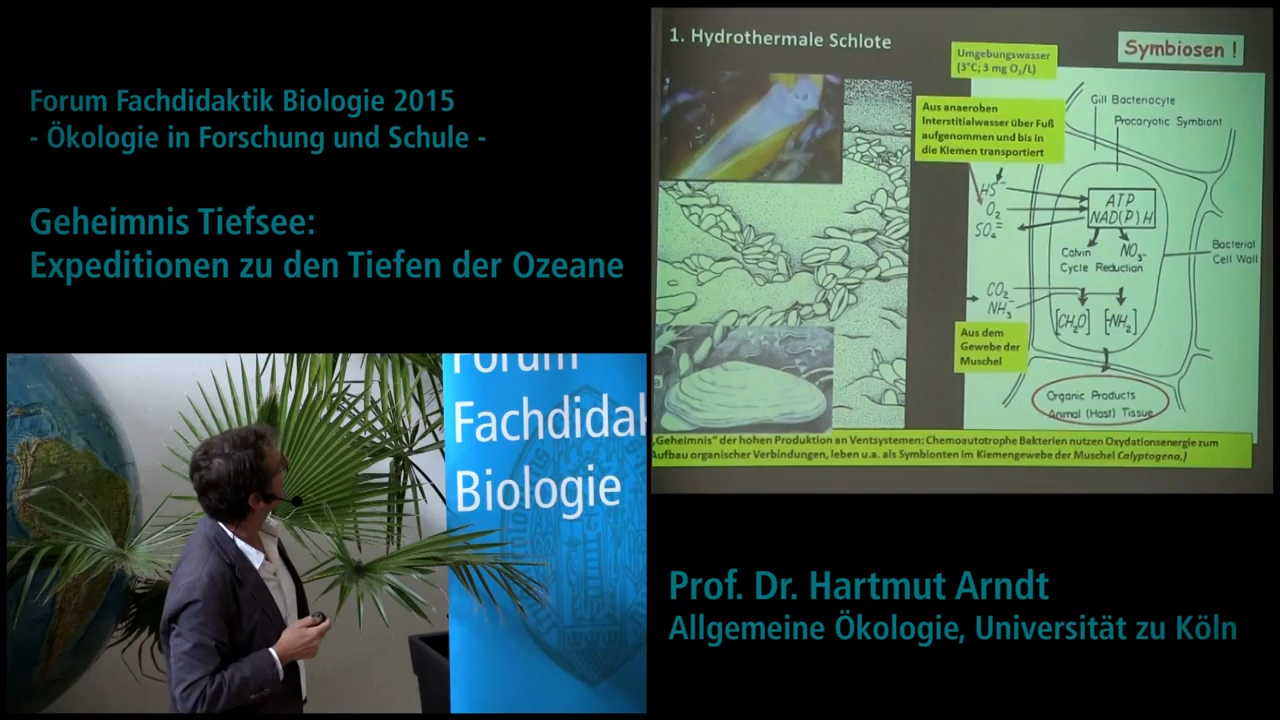 Forum Fachdidaktik Biologie 2015
- Ökologie in Forschung und Schule -
Geheimnis Tiefsee:
Expeditionen zu den Tiefen der Ozeane
Forum
Fachdidak
Biologie
1. Hydrothermale Schlote
Symbiosen !
Umgebungswasser
(3°C; 3 mg O₂/L)
Aus anaeroben
Interstitialwasser über Fuß
aufgenommen und bis in
die Kiemen transportiert
Gill Bacteriocyte
Procaryotic Symbiont
HS⁻
O₂
SO₄⁼
ATP
NAD(P)H
Calvin
Cycle Reduction
NO₃⁻
Bacterial
Cell Wall
CO₂
NH₃⁻
[CH₂O] [-NH₂]
Aus dem
Gewebe der
Muschel
Organic Products
Animal (Host) Tissue
„Geheimnis" der hohen Produktion an Ventsystemen: Chemoautotrophe Bakterien nutzen Oxydationsenergie zum
Aufbau organischer Verbindungen, leben u.a. als Symbionten im Kiemengewebe der Muschel Calyptogena,)
Prof. Dr. Hartmut Arndt
Allgemeine Ökologie, Universität zu Köln